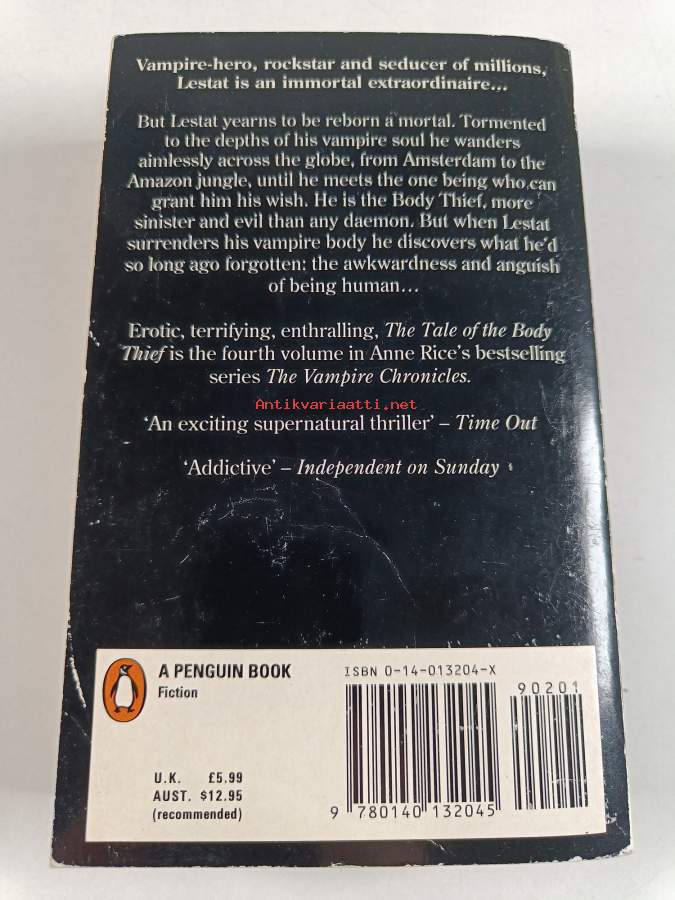 Vampire-hero, rockstar and seducer of millions,
Lestat is an immortal extraordinaire...
But Lestat yearns to be reborn a mortal. Tormented
to the depths of his vampire soul he wanders
aimlessly across the globe, from Amsterdam to the
Amazon jungle, until he meets the one being who can
grant him his wish. He is the Body Thief, more
sinister and evil than any daemon. But when Lestat
surrenders his vampire body he discovers what he'd
so long ago forgotten: the awkwardness and anguish
of being human...
Erotic, terrifying, enthralling, The Tale of the Body
Thief is the fourth volume in Anne Rice's bestselling
series The Vampire Chronicles.
Antikvariaatti.net
'An exciting supernatural thriller' – Time Out
'Addictive' – Independent on Sunday
A PENGUIN BOOK
Fiction
ISBN 0-14-013204-X
90201
U.K. £5.99
AUST. $12.95
(recommended)
9 780140 132045